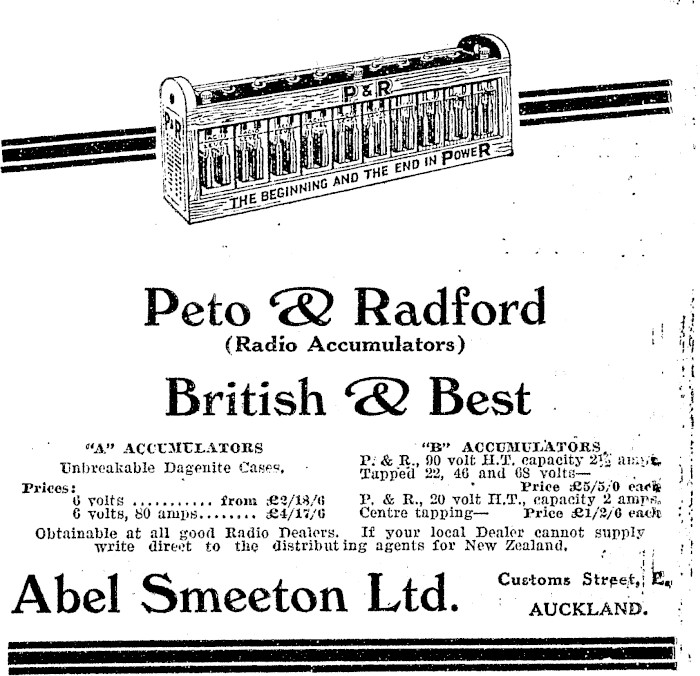 P & R
P & R
THE BEGINNING AND THE END IN POWER
Peto & Radford
(Radio Accumulators)
British & Best
"A" ACCUMULATORS
Unbreakable Dagenite Cases.
Prices:
6 volts ........... from £2/18/6
6 volts, 80 amps........ £4/17/6
"B" ACCUMULATORS
P. & R., 90 volt H.T. capacity 2½ amps.
Tapped 22, 46 and 68 volts—
Price £5/5/0 each
P. & R., 20 volt H.T., capacity 2 amps.
Centre tapping— Price £1/2/6 each
Obtainable at all good Radio Dealers. If your local Dealer cannot supply
write direct to the distributing agents for New Zealand.
Abel Smeeton Ltd.
Customs Street, E.,
AUCKLAND.